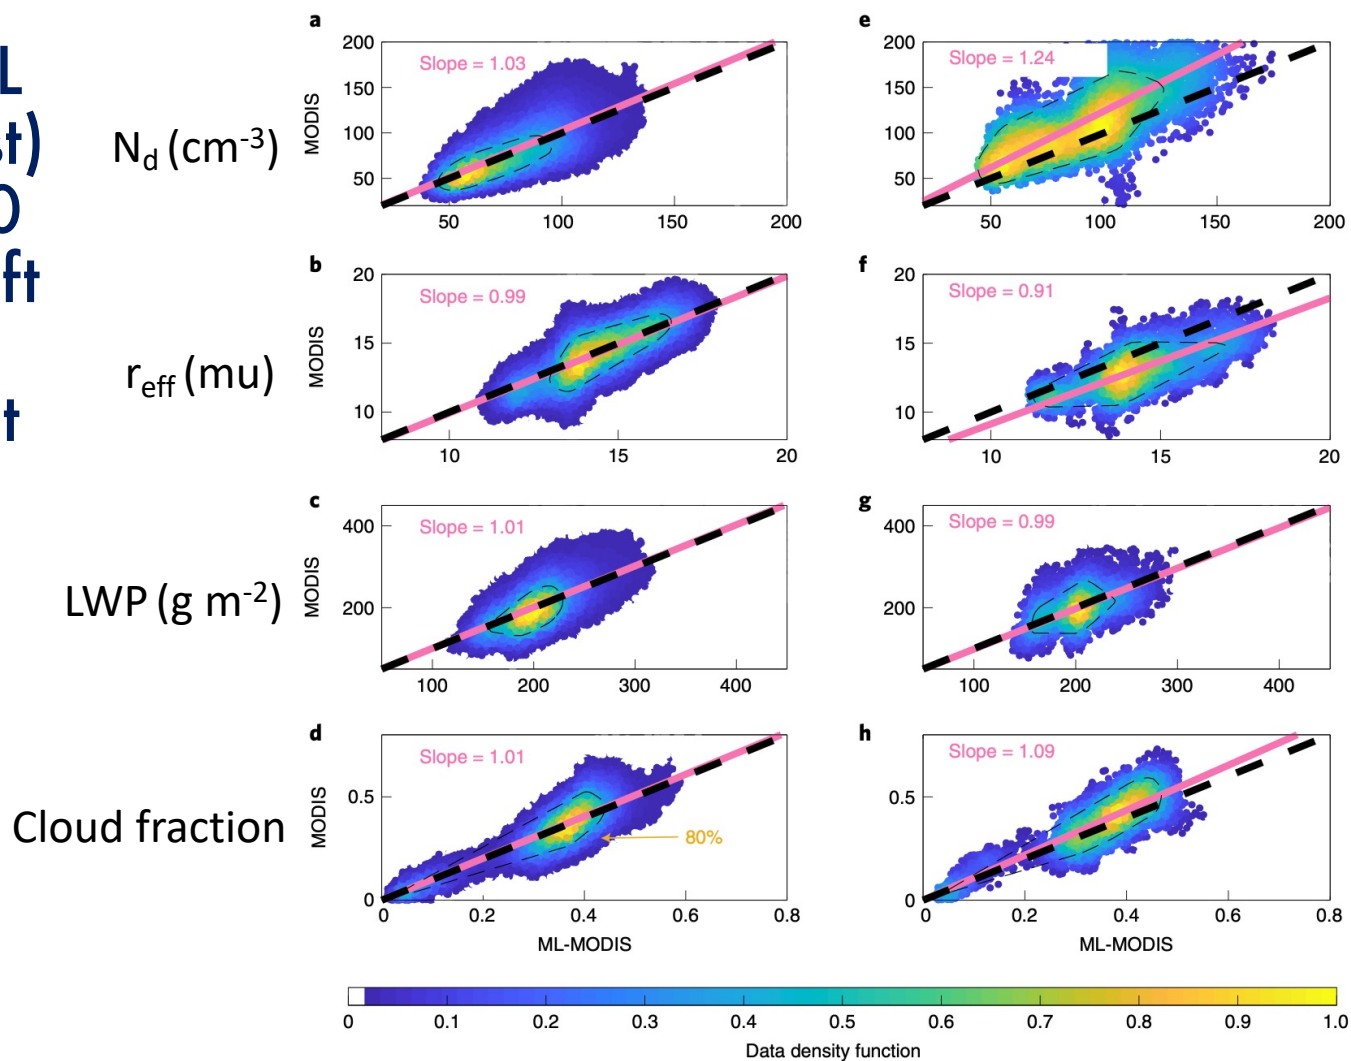 L
st)
0
ft
t
a
Slope = 1.03
MODIS
200
150
100
50
50 100 150 200
Nd (cm-3)
e
Slope = 1.24
200
150
100
50
50 100 150 200
b
Slope = 0.99
MODIS
20
15
10
10 15 20
reff (mu)
f
Slope = 0.91
20
15
10
10 15 20
c
Slope = 1.01
MODIS
400
200
100 200 300 400
LWP (g m-2)
g
Slope = 0.99
400
200
100 200 300 400
d
Slope = 1.01
MODIS
0.5
0
80%
0 0.2 0.4 0.6 0.8
ML-MODIS
Cloud fraction
h
Slope = 1.09
0.5
0
0 0.2 0.4 0.6 0.8
ML-MODIS
0 0.1 0.2 0.3 0.4 0.5 0.6 0.7 0.8 0.9 1.0
Data density function